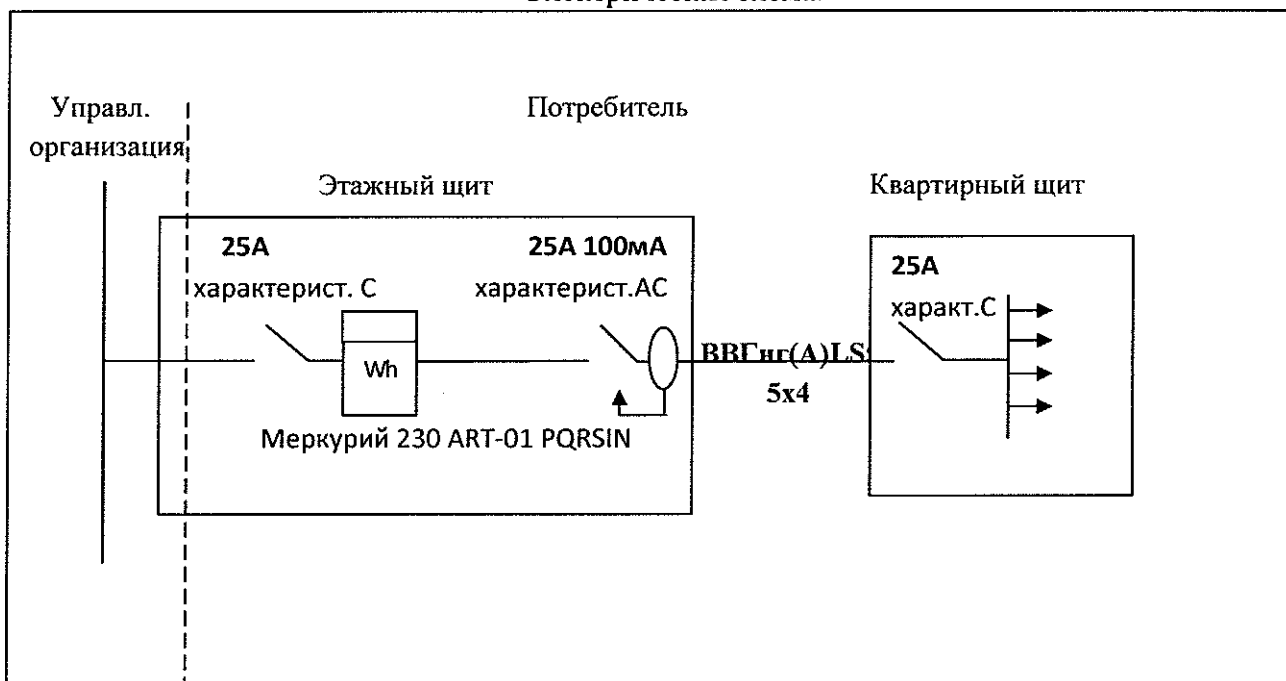 Управл.
организация
Потребитель
Этажный щит
Квартирный щит
25А
характерист. С
25А 100мА
характерист.АС
25А
характ.С
Wh
ВВГнг(А)LS
5х4
Меркурий 230 ART-01 PQRSIN